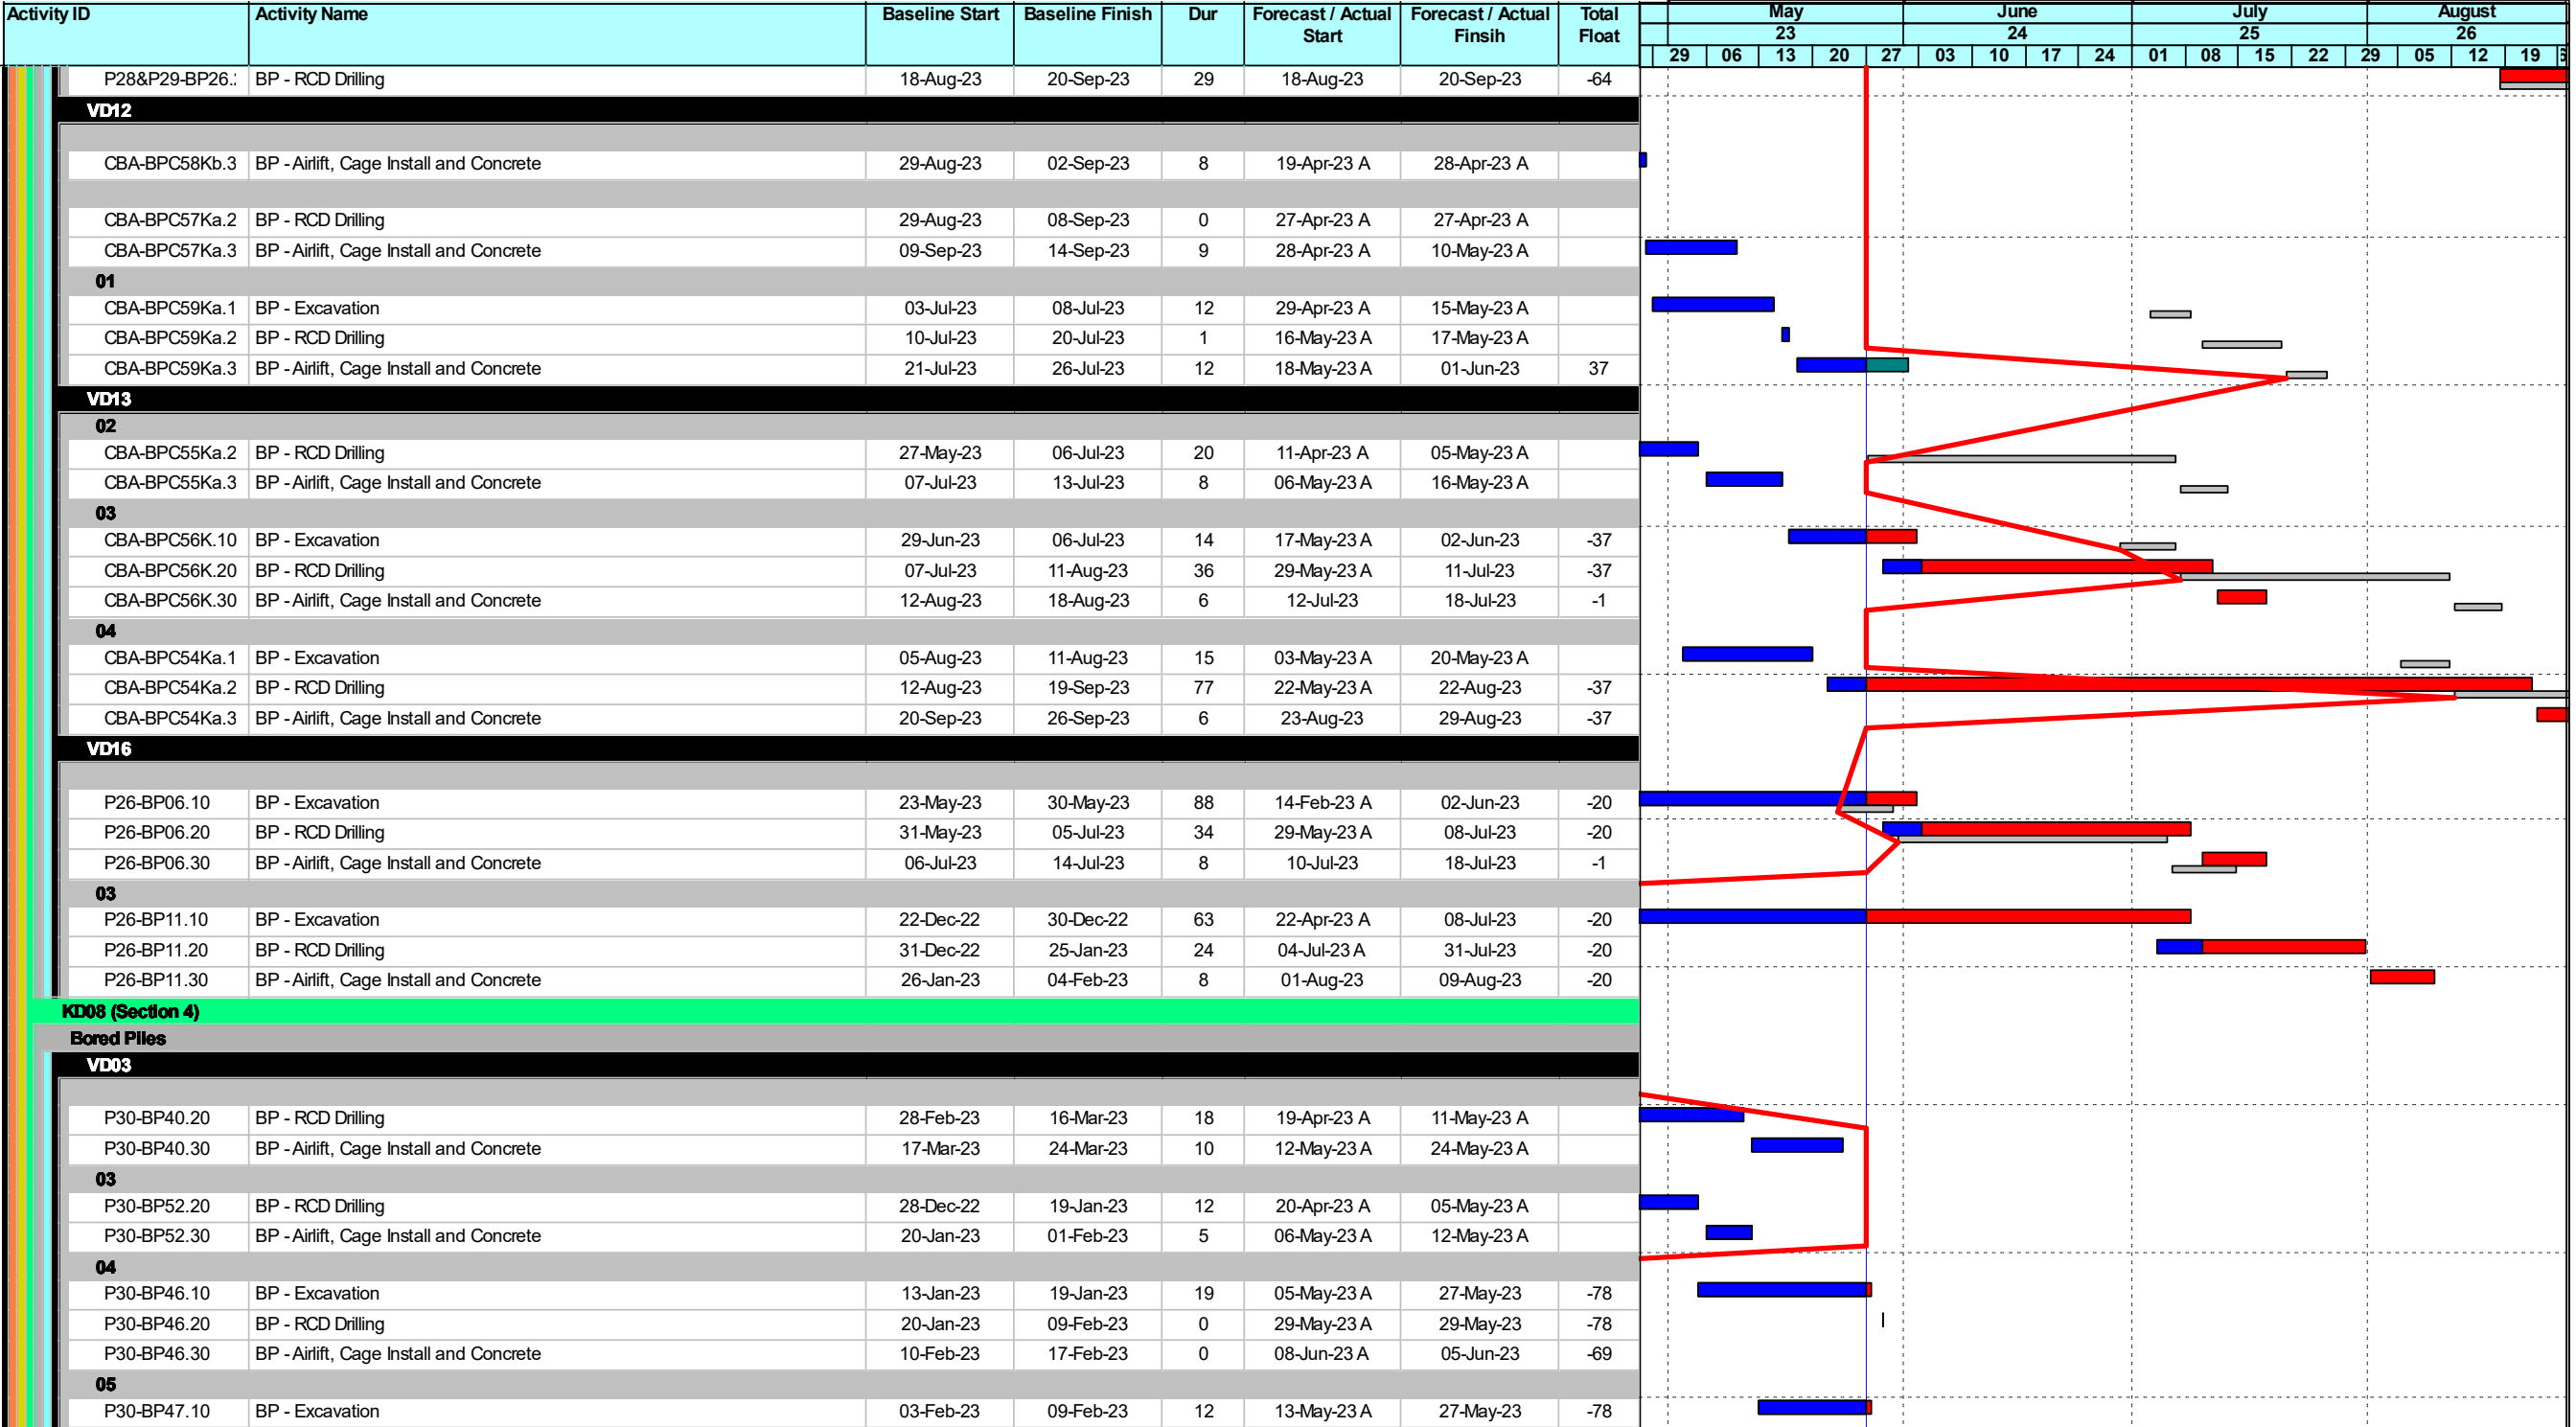 Activity ID Activity Name Baseline Start Baseline Finish Dur Forecast / Actual Start Forecast / Actual Finsih Total Float May June July August
23 24 25 26
29 06 13 20 27 03 10 17 24 01 08 15 22 29 05 12 19
P28&P29-BP26.: BP - RCD Drilling 18-Aug-23 20-Sep-23 29 18-Aug-23 20-Sep-23 -64
VD12
CBA-BPC58Kb.3 BP - Airlift, Cage Install and Concrete 29-Aug-23 02-Sep-23 8 19-Apr-23 A 28-Apr-23 A
CBA-BPC57Ka.2 BP - RCD Drilling 29-Aug-23 08-Sep-23 0 27-Apr-23 A 27-Apr-23 A
CBA-BPC57Ka.3 BP - Airlift, Cage Install and Concrete 09-Sep-23 14-Sep-23 9 28-Apr-23 A 10-May-23 A
01
CBA-BPC59Ka.1 BP - Excavation 03-Jul-23 08-Jul-23 12 29-Apr-23 A 15-May-23 A
CBA-BPC59Ka.2 BP - RCD Drilling 10-Jul-23 20-Jul-23 1 16-May-23 A 17-May-23 A
CBA-BPC59Ka.3 BP - Airlift, Cage Install and Concrete 21-Jul-23 26-Jul-23 12 18-May-23 A 01-Jun-23 37
VD13
02
CBA-BPC55Ka.2 BP - RCD Drilling 27-May-23 06-Jul-23 20 11-Apr-23 A 05-May-23 A
CBA-BPC55Ka.3 BP - Airlift, Cage Install and Concrete 07-Jul-23 13-Jul-23 8 06-May-23 A 16-May-23 A
03
CBA-BPC56K.10 BP - Excavation 29-Jun-23 06-Jul-23 14 17-May-23 A 02-Jun-23 -37
CBA-BPC56K.20 BP - RCD Drilling 07-Jul-23 11-Aug-23 36 29-May-23 A 11-Jul-23 -37
CBA-BPC56K.30 BP - Airlift, Cage Install and Concrete 12-Aug-23 18-Aug-23 6 12-Jul-23 18-Jul-23 -1
04
CBA-BPC54Ka.1 BP - Excavation 05-Aug-23 11-Aug-23 15 03-May-23 A 20-May-23 A
CBA-BPC54Ka.2 BP - RCD Drilling 12-Aug-23 19-Sep-23 77 22-May-23 A 22-Aug-23 -37
CBA-BPC54Ka.3 BP - Airlift, Cage Install and Concrete 20-Sep-23 26-Sep-23 6 23-Aug-23 29-Aug-23 -37
VD16
P26-BP06.10 BP - Excavation 23-May-23 30-May-23 88 14-Feb-23 A 02-Jun-23 -20
P26-BP06.20 BP - RCD Drilling 31-May-23 05-Jul-23 34 29-May-23 A 08-Jul-23 -20
P26-BP06.30 BP - Airlift, Cage Install and Concrete 06-Jul-23 14-Jul-23 8 10-Jul-23 18-Jul-23 -1
03
P26-BP11.10 BP - Excavation 22-Dec-22 30-Dec-22 63 22-Apr-23 A 08-Jul-23 -20
P26-BP11.20 BP - RCD Drilling 31-Dec-22 25-Jan-23 24 04-Jul-23 A 31-Jul-23 -20
P26-BP11.30 BP - Airlift, Cage Install and Concrete 26-Jan-23 04-Feb-23 8 01-Aug-23 09-Aug-23 -20
KD08 (Section 4)
Bored Piles
VD03
P30-BP40.20 BP - RCD Drilling 28-Feb-23 16-Mar-23 18 19-Apr-23 A 11-May-23 A
P30-BP40.30 BP - Airlift, Cage Install and Concrete 17-Mar-23 24-Mar-23 10 12-May-23 A 24-May-23 A
03
P30-BP52.20 BP - RCD Drilling 28-Dec-22 19-Jan-23 12 20-Apr-23 A 05-May-23 A
P30-BP52.30 BP - Airlift, Cage Install and Concrete 20-Jan-23 01-Feb-23 5 06-May-23 A 12-May-23 A
04
P30-BP46.10 BP - Excavation 13-Jan-23 19-Jan-23 19 05-May-23 A 27-May-23 -78
P30-BP46.20 BP - RCD Drilling 20-Jan-23 09-Feb-23 0 29-May-23 A 29-May-23 -78
P30-BP46.30 BP - Airlift, Cage Install and Concrete 10-Feb-23 17-Feb-23 0 08-Jun-23 A 05-Jun-23 -69
05
P30-BP47.10 BP - Excavation 03-Feb-23 09-Feb-23 12 13-May-23 A 27-May-23 -78